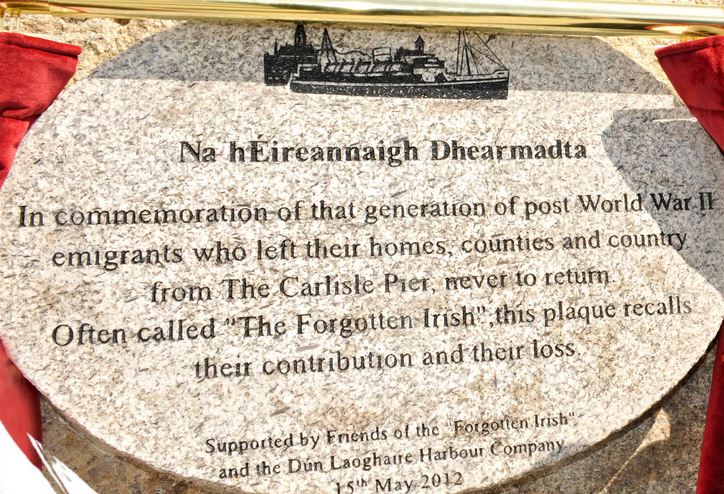 Na hÉireannaigh Dhearmadta
In commemoration of that generation of post World War II
emigrants who left their homes, counties and country
from The Carlisle Pier, never to return.
Often called "The Forgotten Irish", this plaque recalls
their contribution and their loss.
Supported by Friends of the "Forgotten Irish"
and the Dún Laoghaire Harbour Company
15th May 2012